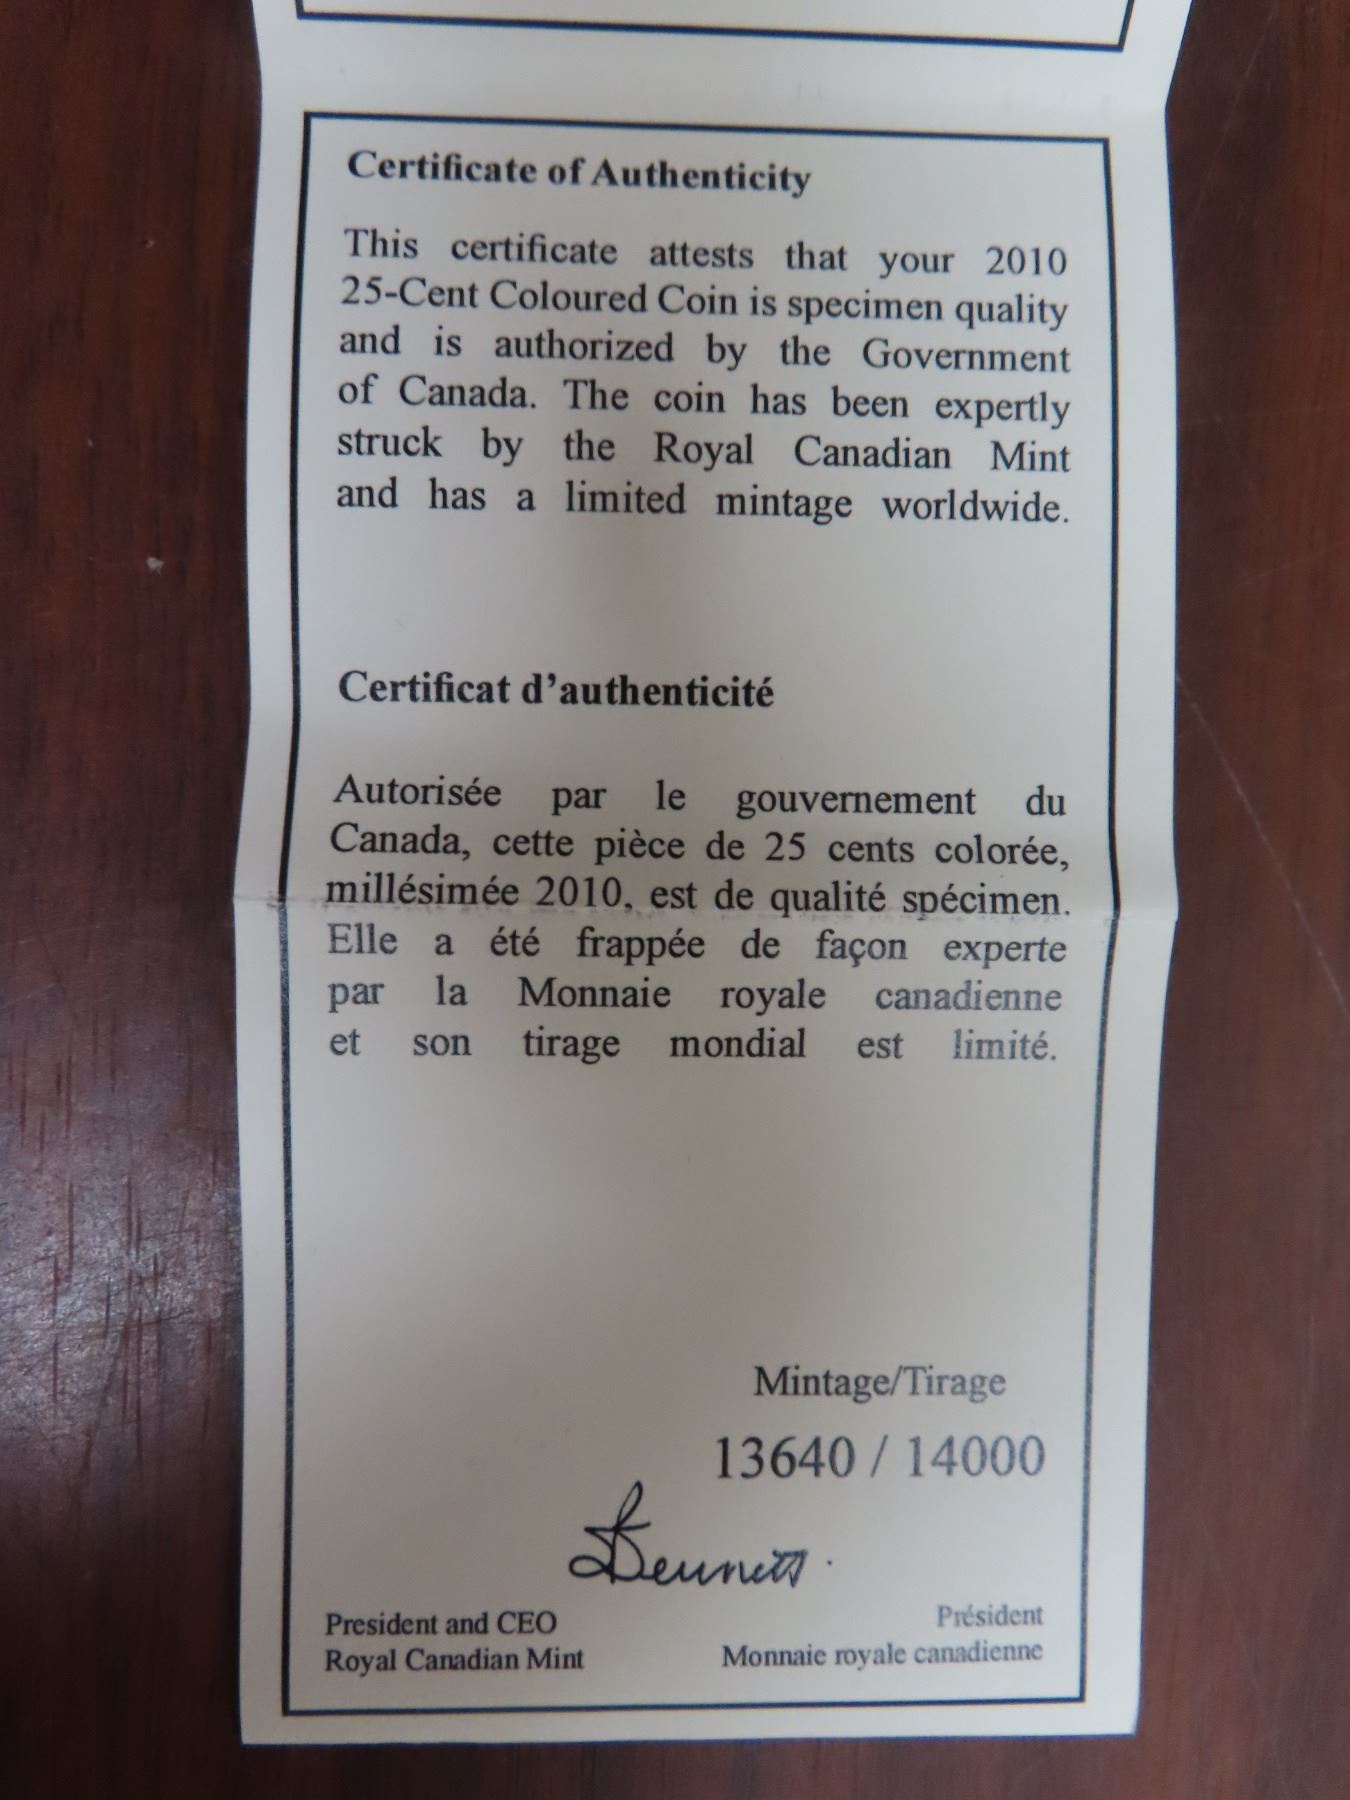 Certificate of Authenticity
This certificate attests that your 2010
25-Cent Coloured Coin is specimen quality
and is authorized by the Government
of Canada. The coin has been expertly
struck by the Royal Canadian Mint
and has a limited mintage worldwide.
Certificat d'authenticité
Autorisée par le gouvernement du
Canada, cette pièce de 25 cents colorée,
millésimée 2010, est de qualité spécimen.
Elle a été frappée de façon experte
par la Monnaie royale canadienne
et son tirage mondial est limité.
Mintage/Tirage
13640 / 14000
Bennett
President and CEO
Royal Canadian Mint
Président
Monnaie royale canadienne